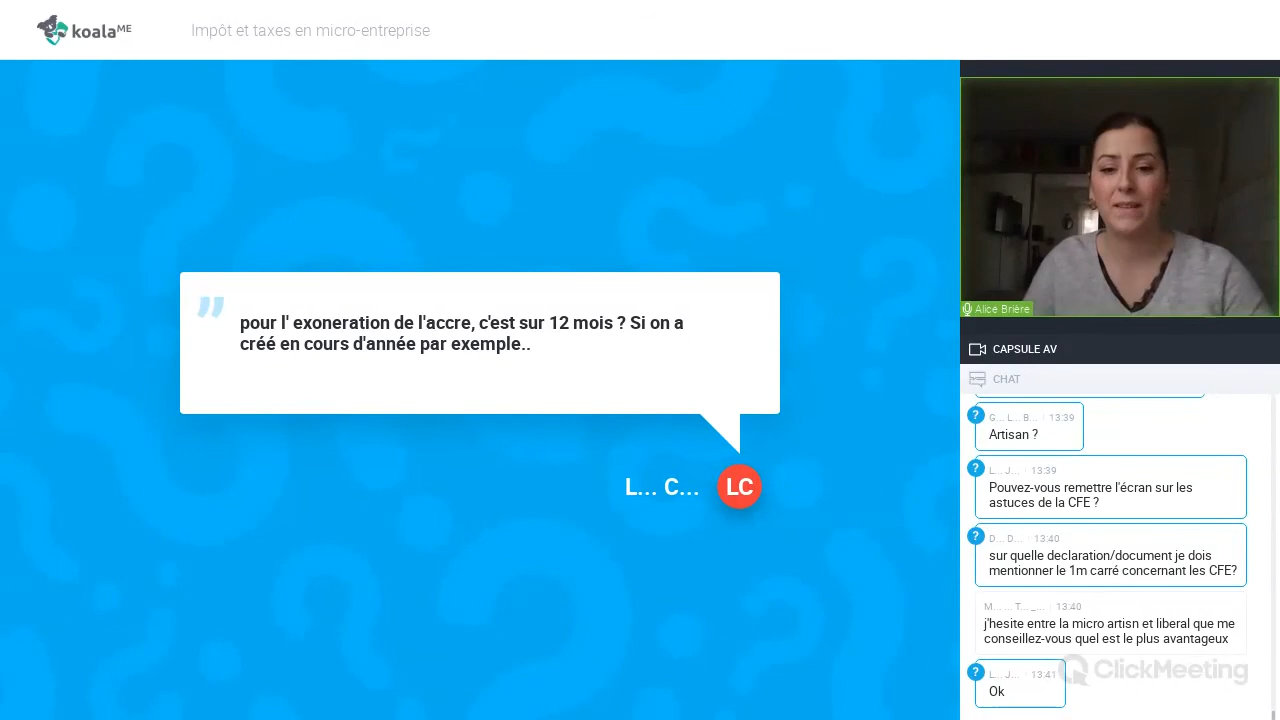 koala ME
Impôt et taxes en micro-entreprise
pour l' exoneration de l'accre, c'est sur 12 mois ? Si on a
créé en cours d'année par exemple..
L... C...
LC
Alice Brière
CAPSULE AV
CHAT
?
G... L... B... 13:39
Artisan ?
?
L... J... 13:39
Pouvez-vous remettre l'écran sur les
astuces de la CFE ?
?
D... D... 13:40
sur quelle declaration/document je dois
mentionner le 1m carré concernant les CFE?
M... ... T... _... 13:40
j'hesite entre la micro artisn et liberal que me
conseillez-vous quel est le plus avantageux
?
L... J... 13:41
Ok
ClickMeeting